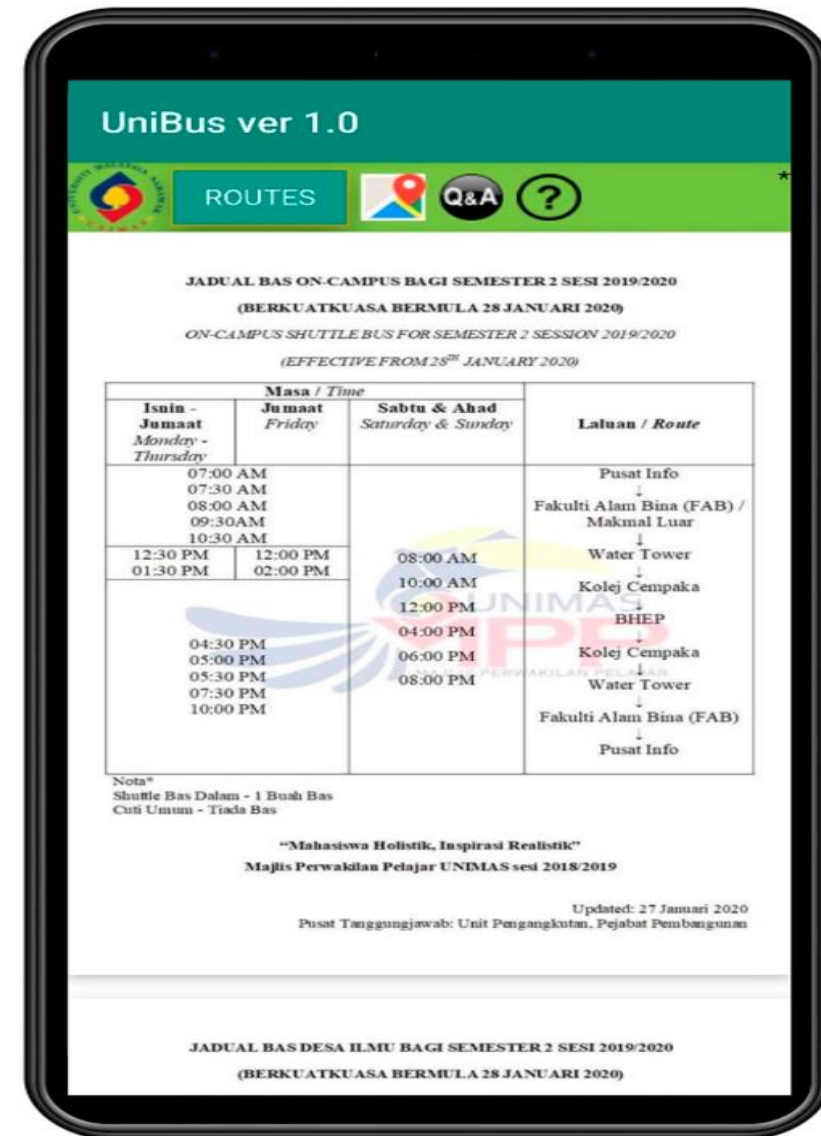 UniBus ver 1.0
ROUTES
Q&A
?
*
JADUAL BAS ON-CAMPUS BAGI SEMESTER 2 SESI 2019/2020
(BERKUATKUASA BERMULA 28 JANUARI 2020)
ON-CAMPUS SHUTTLE BUS FOR SEMESTER 2 SESSION 2019/2020
(EFFECTIVE FROM 28TH JANUARY 2020)
Masa / Time
Isnin -
Jumaat
Monday -
Thursday
Jumaat
Friday
Sabtu & Ahad
Saturday & Sunday
Laluan / Route
07:00 AM
07:30 AM
08:00 AM
09:30AM
10:30 AM
12:30 PM
01:30 PM
12:00 PM
02:00 PM
04:30 PM
05:00 PM
05:30 PM
07:30 PM
10:00 PM
08:00 AM
10:00 AM
12:00 PM
04:00 PM
06:00 PM
08:00 PM
Pusat Info
↓
Fakulti Alam Bina (FAB) /
Makmal Luar
↓
Water Tower
↓
Kolej Cempaka
↓
BHEP
↓
Kolej Cempaka
↓
Water Tower
↓
Fakulti Alam Bina (FAB)
↓
Pusat Info
UNIMAS
MPP
MAJLIS PERWAKILAN PELAJAR
Nota*
Shuttle Bas Dalam - 1 Buah Bas
Cuti Umum - Tiada Bas
“Mahasiswa Holistik, Inspirasi Realistik”
Majlis Perwakilan Pelajar UNIMAS sesi 2018/2019
Updated: 27 Januari 2020
Pusat Tanggungjawab: Unit Pengangkutan, Pejabat Pembangunan
JADUAL BAS DESA ILMU BAGI SEMESTER 2 SESI 2019/2020
(BERKUATKUASA BERMULA 28 JANUARI 2020)